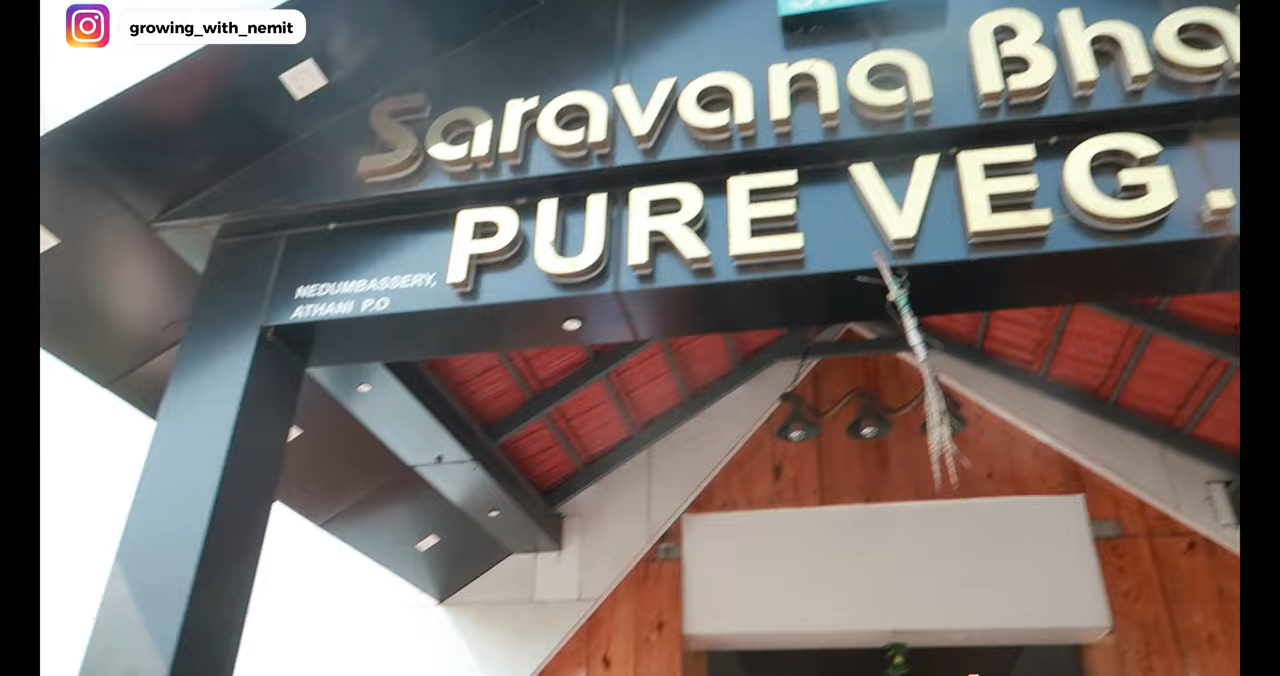 growing_with_nemit
Saravana Bha
PURE VEG.
NEDUMBASSERY,
ATHANI P.O